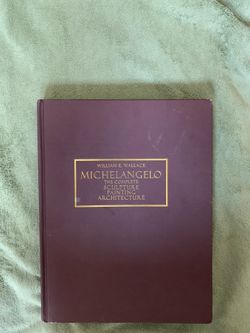 WILLIAM E. WALLACE
MICHELANGELO
THE COMPLETE
SCULPTURE
PAINTING
ARCHITECTURE